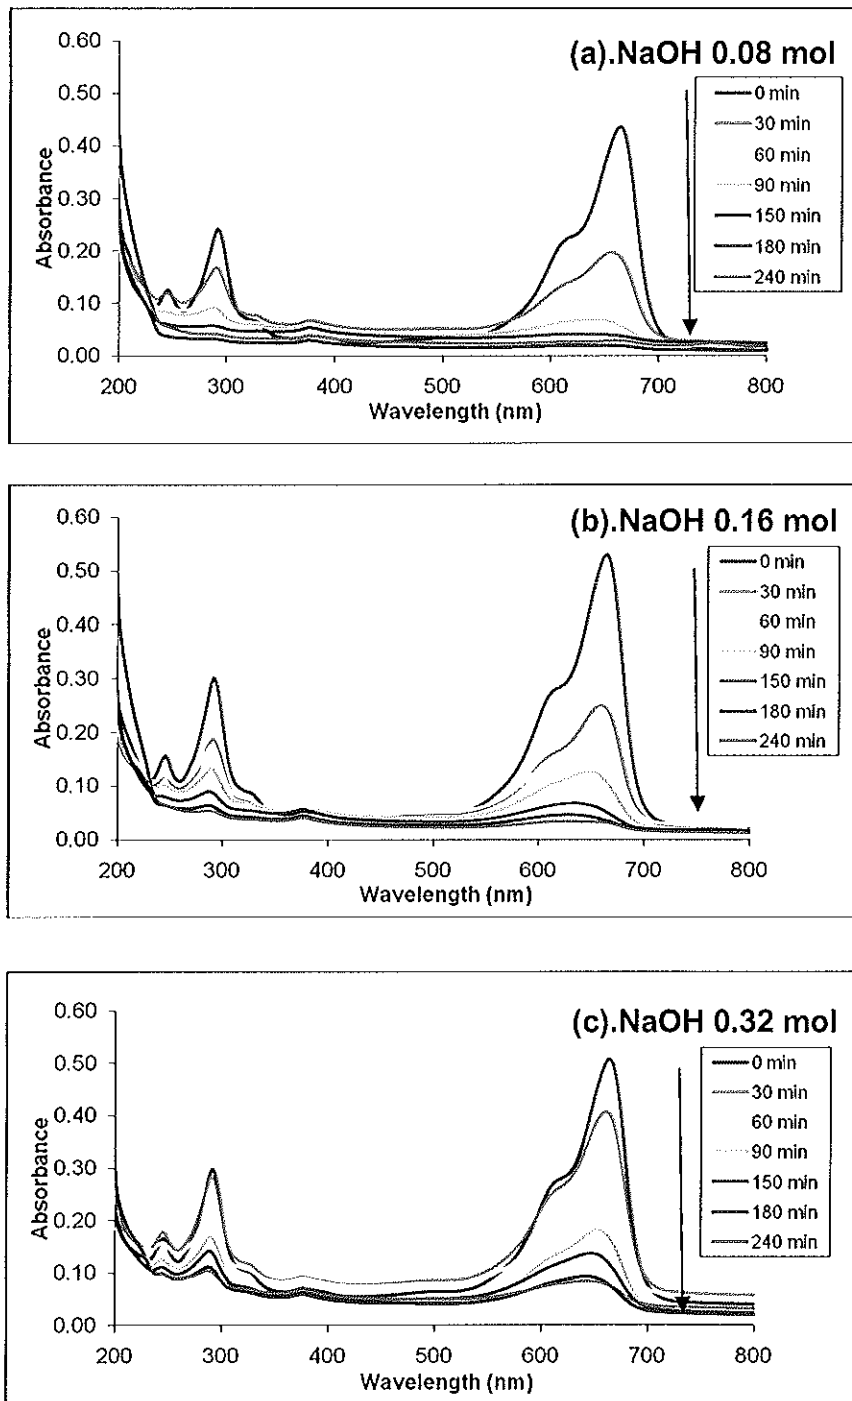 (a).NaOH 0.08 mol
0.60
0.50
0.40
0.30
0.20
0.10
0.00
Absorbance
200 300 400 500 600 700 800
Wavelength (nm)
0 min
30 min
60 min
90 min
150 min
180 min
240 min
(b).NaOH 0.16 mol
0.60
0.50
0.40
0.30
0.20
0.10
0.00
Absorbance
200 300 400 500 600 700 800
Wavelength (nm)
0 min
30 min
60 min
90 min
150 min
180 min
240 min
(c).NaOH 0.32 mol
0.60
0.50
0.40
0.30
0.20
0.10
0.00
Absorbance
200 300 400 500 600 700 800
Wavelength (nm)
0 min
30 min
60 min
90 min
150 min
180 min
240 min